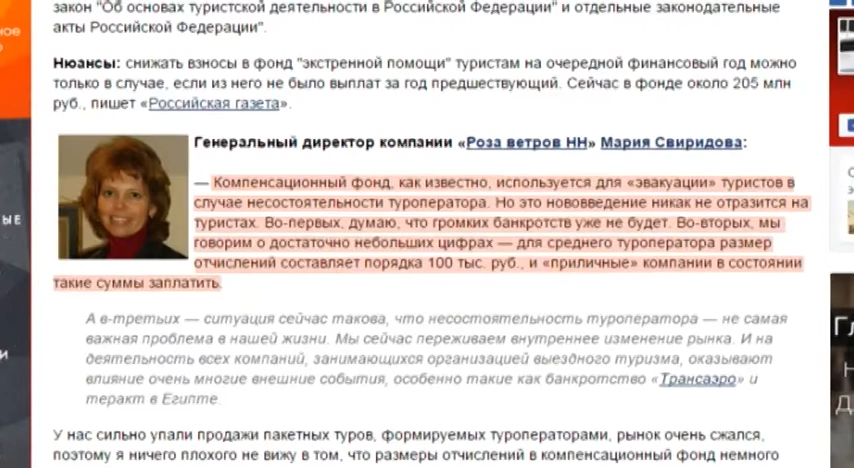 закон "Об основах туристской деятельности в Российской Федерации" и отдельные законодательные
акты Российской Федерации".
Нюансы: снижать взносы в фонд "экстренной помощи" туристам на очередной финансовый год можно
только в случае, если из него не было выплат за год предшествующий. Сейчас в фонде около 205 млн
руб., пишет «Российская газета».
Генеральный директор компании «Роза ветров НН» Мария Свиридова:
— Компенсационный фонд, как известно, используется для «эвакуации» туристов в
случае несостоятельности туроператора. Но это нововведение никак не отразится на
туристах. Во-первых, думаю, что громких банкротств уже не будет. Во-вторых, мы
говорим о достаточно небольших цифрах — для среднего туроператора размер
отчислений составляет порядка 100 тыс. руб., и «приличные» компании в состоянии
такие суммы заплатить.
А в-третьих — ситуация сейчас такова, что несостоятельность туроператора — не самая
важная проблема в нашей жизни. Мы сейчас переживаем внутреннее изменение рынка. И на
деятельность всех компаний, занимающихся организацией выездного туризма, оказывают
влияние очень многие внешние события, особенно такие как банкротство «Трансаэро» и
теракт в Египте.
У нас сильно упали продажи пакетных туров, формируемых туроператорами, рынок очень сжался,
поэтому я ничего плохого не вижу в том, что размеры отчислений в компенсационный фонд немного